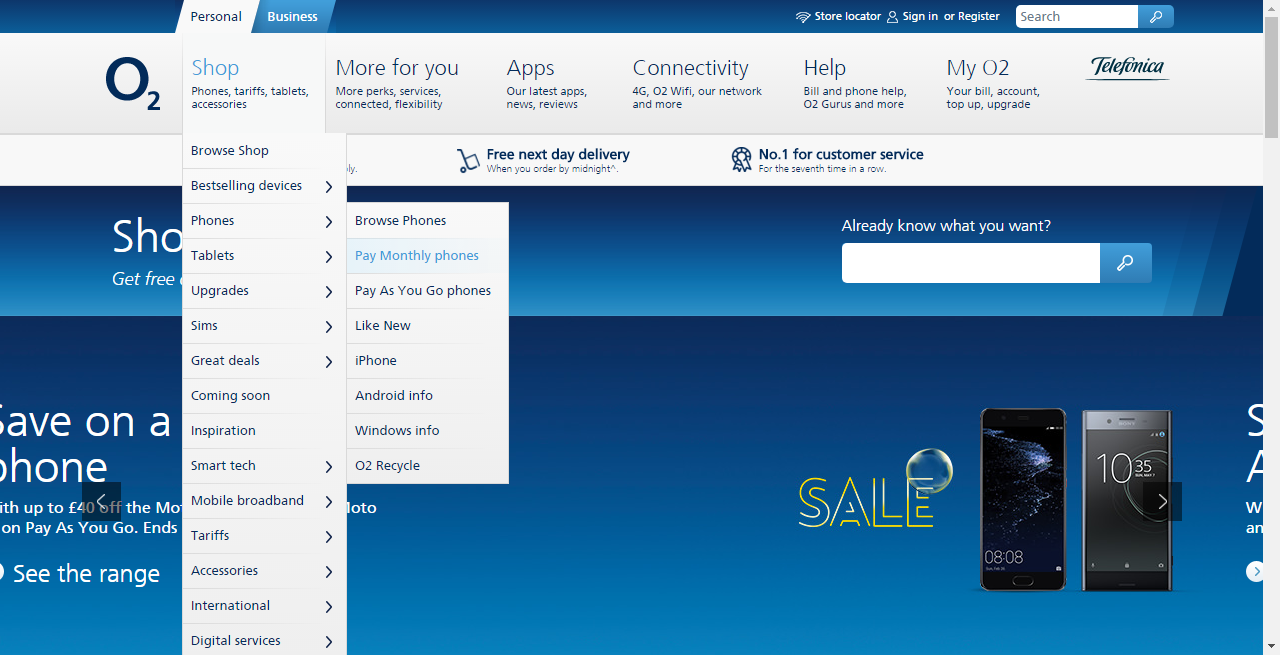 Personal
Business
Store locator
Sign in or Register
Search
O2
Shop
Phones, tariffs, tablets,
accessories
More for you
More perks, services,
connected, flexibility
Apps
Our latest apps,
news, reviews
Connectivity
4G, O2 Wifi, our network
and more
Help
Bill and phone help,
O2 Gurus and more
My O2
Your bill, account,
top up, upgrade
Telefónica
Free next day delivery
When you order by midnight^.
No.1 for customer service
For the seventh time in a row.
Browse Shop
Bestselling devices
Phones
Tablets
Upgrades
Sims
Great deals
Coming soon
Inspiration
Smart tech
Mobile broadband
Tariffs
Accessories
International
Digital services
Browse Phones
Pay Monthly phones
Pay As You Go phones
Like New
iPhone
Android info
Windows info
O2 Recycle
Sho
Get free
Already know what you want?
Save on a
phone
ith up to £40 off the Mot
Moto
on Pay As You Go. Ends
See the range
SALE
08:08
SONY
10:35
S
A
W
an